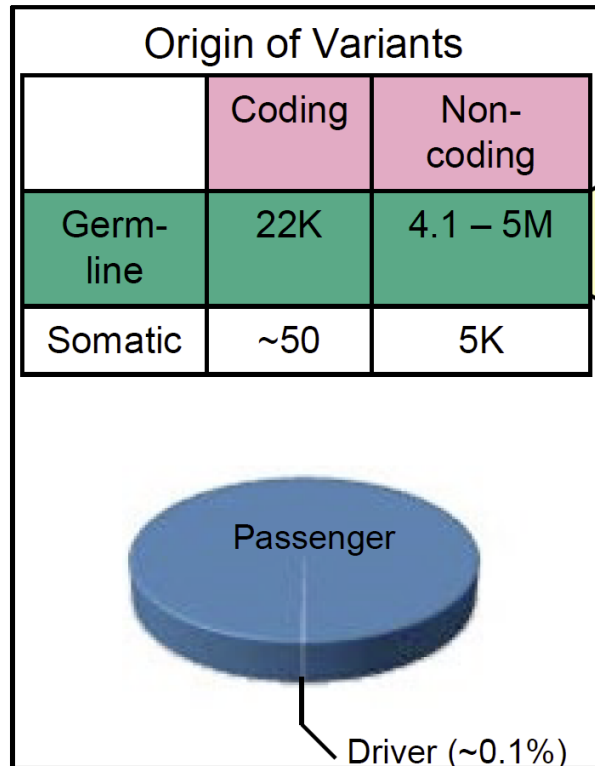 Origin of Variants
Coding
Non-
coding
Germ-
line
22K
4.1 – 5M
Somatic
~50
5K
Passenger
Driver (~0.1%)